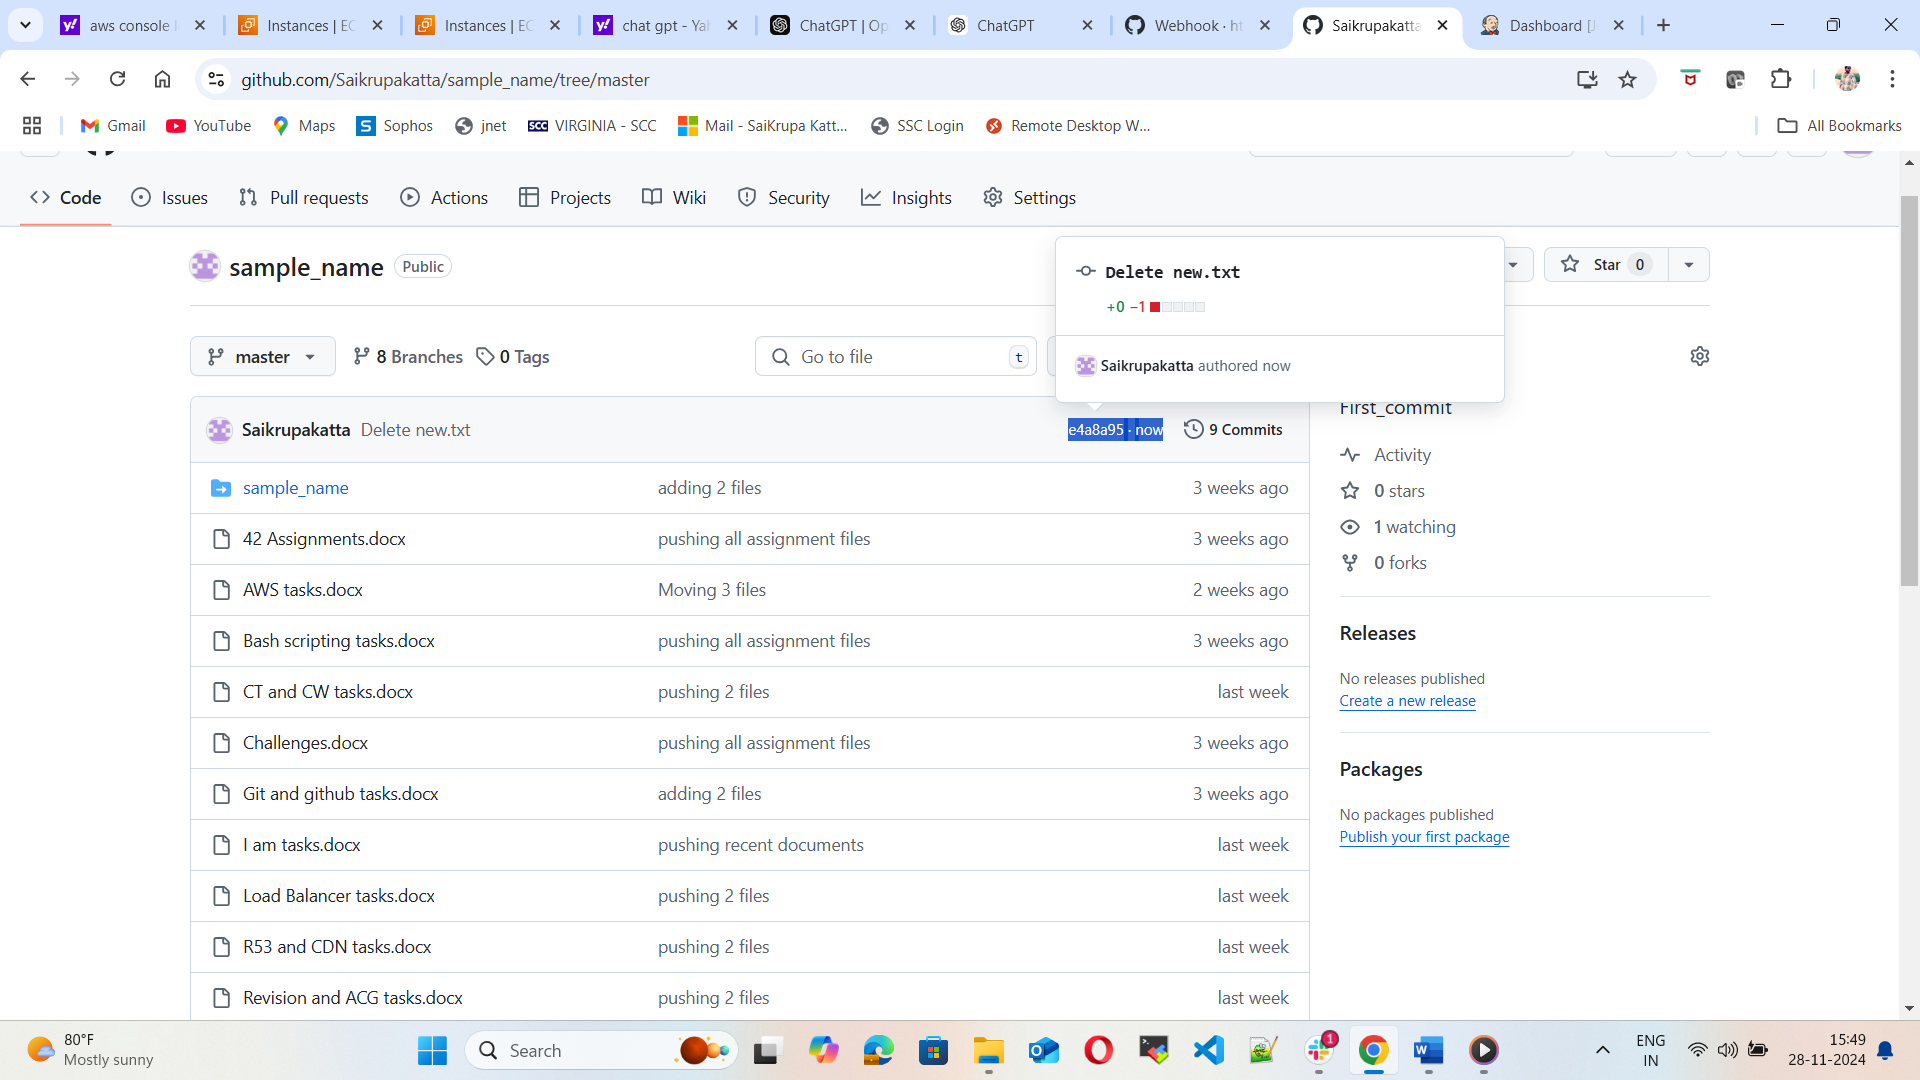 aws console l
Instances | EC
Instances | EC
chat gpt - Yah
ChatGPT | Op
ChatGPT
Webhook · ht
Saikrupakatta
Dashboard [J
github.com/Saikrupakatta/sample_name/tree/master
Gmail
YouTube
Maps
Sophos
jnet
SCC VIRGINIA - SCC
Mail - SaiKrupa Katt...
SSC Login
Remote Desktop W...
All Bookmarks
Code
Issues
Pull requests
Actions
Projects
Wiki
Security
Insights
Settings
sample_name Public
Delete new.txt
+0 −1
Saikrupakatta authored now
Star 0
master
8 Branches
0 Tags
Go to file t
First_commit
Saikrupakatta Delete new.txt e4a8a95 · now 9 Commits
sample_name adding 2 files 3 weeks ago
42 Assignments.docx pushing all assignment files 3 weeks ago
AWS tasks.docx Moving 3 files 2 weeks ago
Bash scripting tasks.docx pushing all assignment files 3 weeks ago
CT and CW tasks.docx pushing 2 files last week
Challenges.docx pushing all assignment files 3 weeks ago
Git and github tasks.docx adding 2 files 3 weeks ago
I am tasks.docx pushing recent documents last week
Load Balancer tasks.docx pushing 2 files last week
R53 and CDN tasks.docx pushing 2 files last week
Revision and ACG tasks.docx pushing 2 files last week
Activity
0 stars
1 watching
0 forks
Releases
No releases published
Create a new release
Packages
No packages published
Publish your first package
80°F
Mostly sunny
Search
1
ENG
IN
15:49
28-11-2024